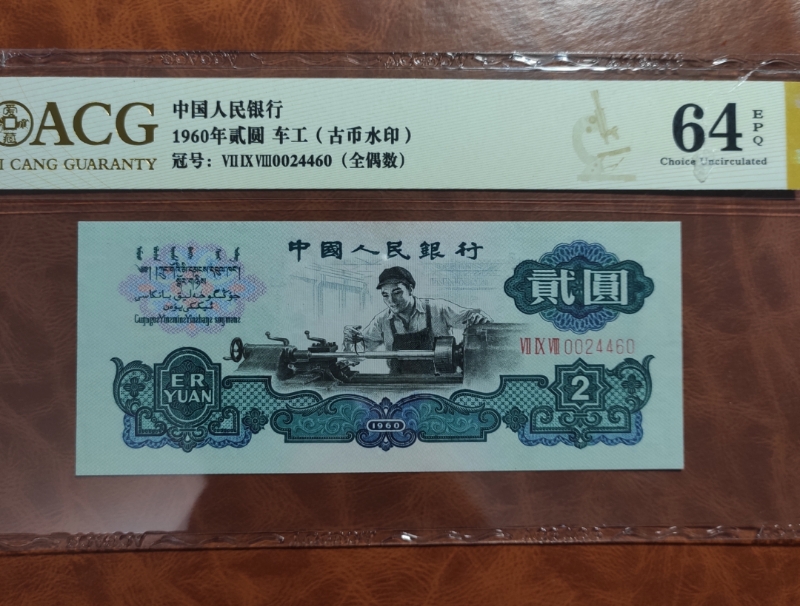 ACG
I CANG GUARANTY
中国人民银行
1960年贰圆 车工（古币水印）
冠号：Ⅶ Ⅸ Ⅷ 0024460（全偶数）
64
EPQ
Choice Uncirculated
中國人民銀行
贰圓
Ⅶ Ⅸ Ⅷ 0024460
ER
YUAN
1960
2